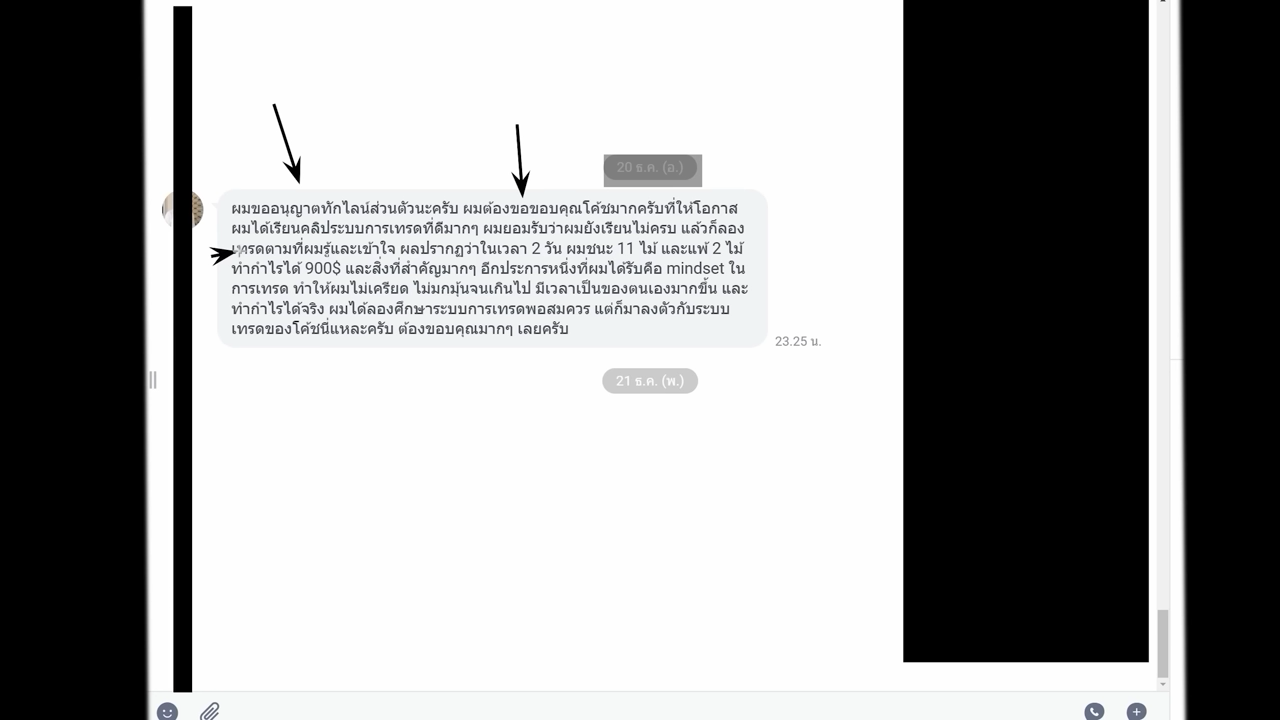 20 ธ.ค. (อ.)
ผมขออนุญาตทักไลน์ส่วนตัวนะครับ ผมต้องขอขอบคุณโค้ชมากครับที่ให้โอกาส
ผมได้เรียนคลิประบบการเทรดที่ดีมากๆ ผมยอมรับว่าผมยังเรียนไม่ครบ แล้วก็ลอง
เทรดตามที่ผมรู้และเข้าใจ ผลปรากฏว่าในเวลา 2 วัน ผมชนะ 11 ไม้ และแพ้ 2 ไม้
ทำกำไรได้ 900$ และสิ่งที่สำคัญมากๆ อีกประการหนึ่งที่ผมได้รับคือ mindset ใน
การเทรด ทำให้ผมไม่เครียด ไม่มกมุ้นจนเกินไป มีเวลาเป็นของตนเองมากขึ้น และ
ทำกำไรได้จริง ผมได้ลองศึกษาระบบการเทรดพอสมควร แต่ก็มาลงตัวกับระบบ
เทรดของโค้ชนี่แหละครับ ต้องขอบคุณมากๆ เลยครับ
23.25 น.
21 ธ.ค. (พ.)